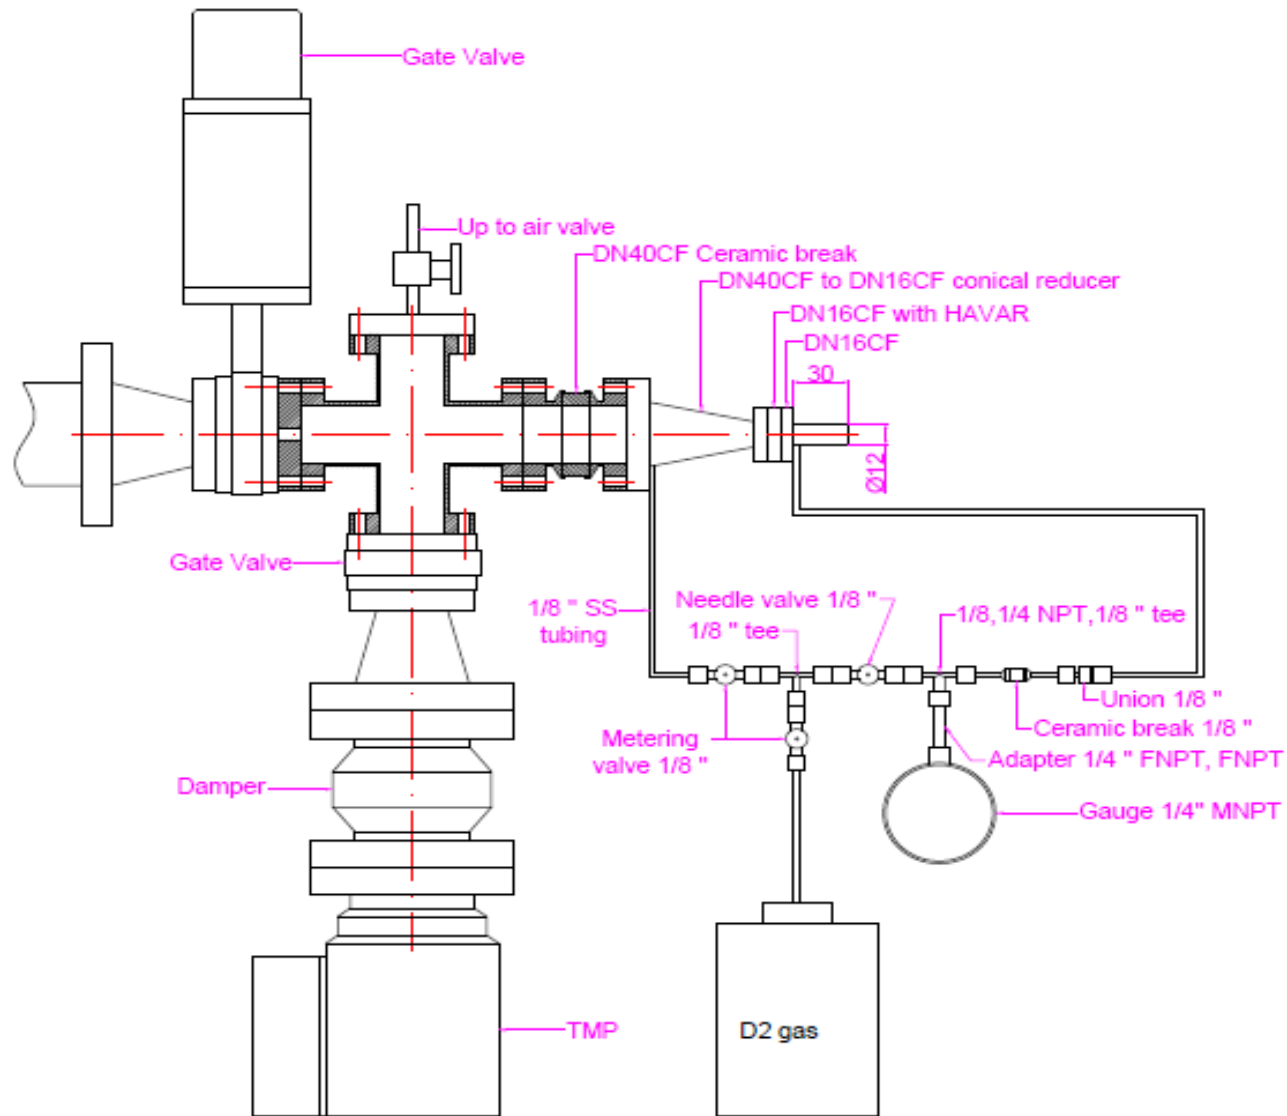 Gate Valve
Up to air valve
DN40CF Ceramic break
DN40CF to DN16CF conical reducer
DN16CF with HAVAR
DN16CF
30
Ø12
Gate Valve
1/8 " SS
tubing
Needle valve 1/8 "
1/8 " tee
1/8,1/4 NPT,1/8 " tee
Union 1/8 "
Ceramic break 1/8 "
Metering
valve 1/8 "
Adapter 1/4 " FNPT, FNPT
Damper
Gauge 1/4" MNPT
TMP
D2 gas